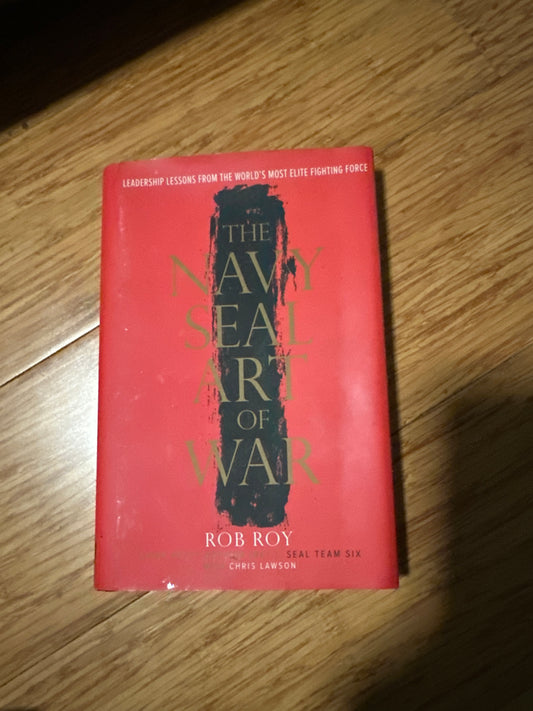 LEADERSHIP LESSONS FROM THE WORLD'S MOST ELITE FIGHTING FORCE
THE
NAVY
SEAL
ART
OF
WAR
ROB ROY
SEAL TEAM SIX
CHRIS LAWSON